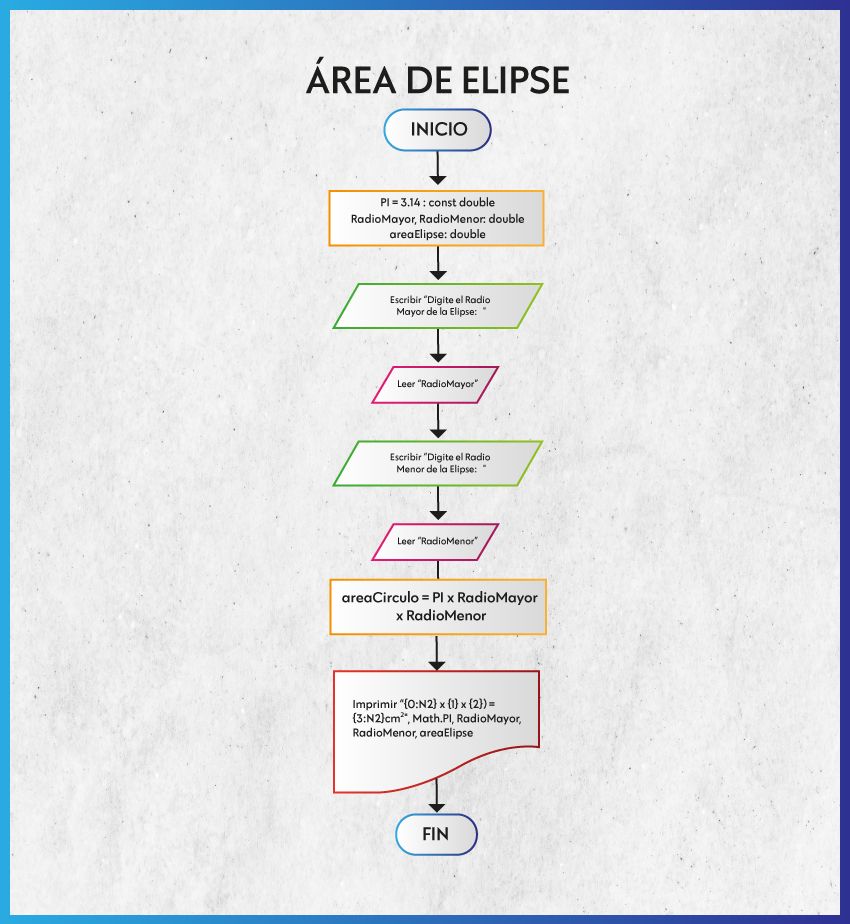 ÁREA DE ELIPSE
INICIO
PI = 3.14 : const double
RadioMayor, RadioMenor: double
areaElipse: double
Escribir “Digite el Radio
Mayor de la Elipse:  “
Leer “RadioMayor”
Escribir “Digite el Radio
Menor de la Elipse:  “
Leer “RadioMenor”
areaCirculo = PI x RadioMayor
x RadioMenor
Imprimir “{0:N2} x {1} x {2}) =
{3:N2}cm²“, Math.PI, RadioMayor,
RadioMenor, areaElipse
FIN